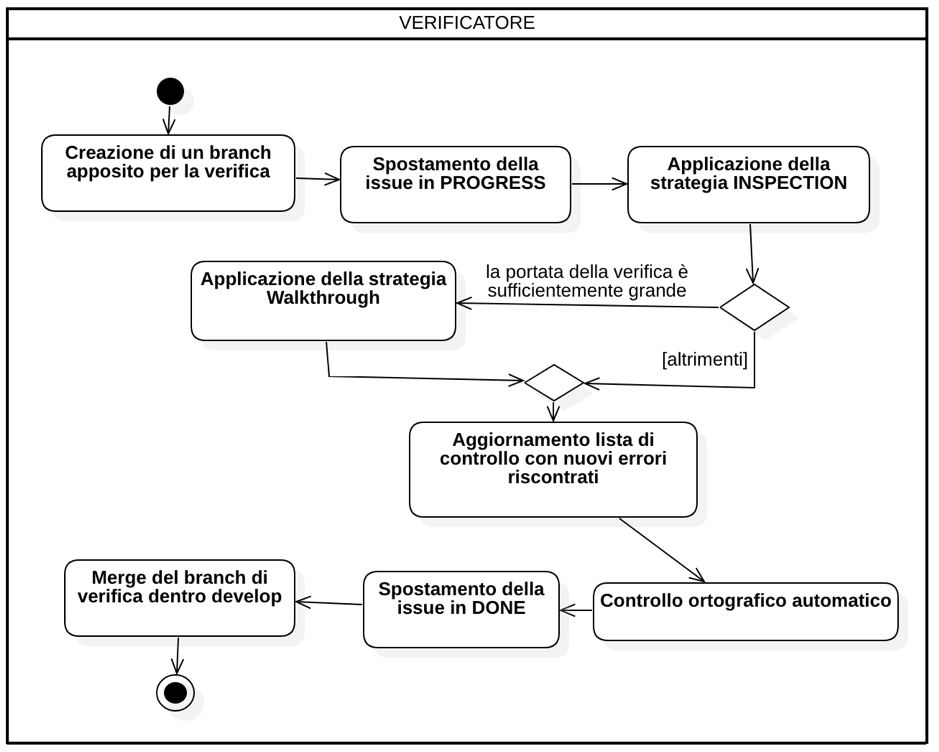 VERIFICATORE
Creazione di un branch
apposito per la verifica
Spostamento della
issue in PROGRESS
Applicazione della
strategia INSPECTION
Applicazione della strategia
Walkthrough
la portata della verifica è
sufficientemente grande
[altrimenti]
Aggiornamento lista di
controllo con nuovi errori
riscontrati
Merge del branch di
verifica dentro develop
Spostamento della
issue in DONE
Controllo ortografico automatico